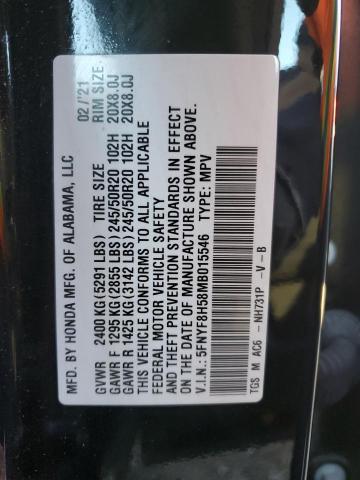 MFD. BY HONDA MFG. OF ALABAMA, LLC 02/'21
GVWR 2400 KG (5291 LBS) TIRE SIZE RIM SIZE
GAWR F 1295 KG (2855 LBS) 245/50R20 102H 20X8.0J
GAWR R 1425 KG (3142 LBS) 245/50R20 102H 20X8.0J
THIS VEHICLE CONFORMS TO ALL APPLICABLE
FEDERAL MOTOR VEHICLE SAFETY
AND THEFT PREVENTION STANDARDS IN EFFECT
ON THE DATE OF MANUFACTURE SHOWN ABOVE.
V.I.N.: 5FNYF8H58MB015546 TYPE: MPV
TGS M AC6 -NH731P -V -B